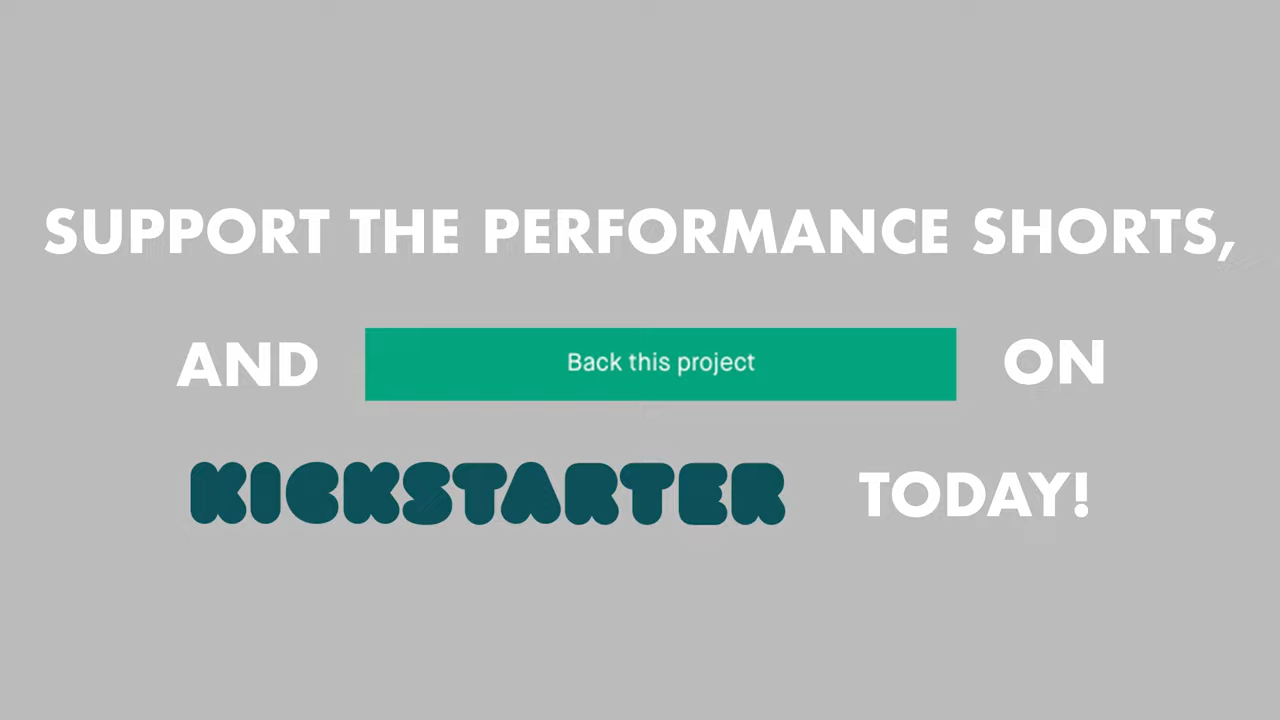 SUPPORT THE PERFORMANCE SHORTS,
AND Back this project ON
KICKSTARTER TODAY!